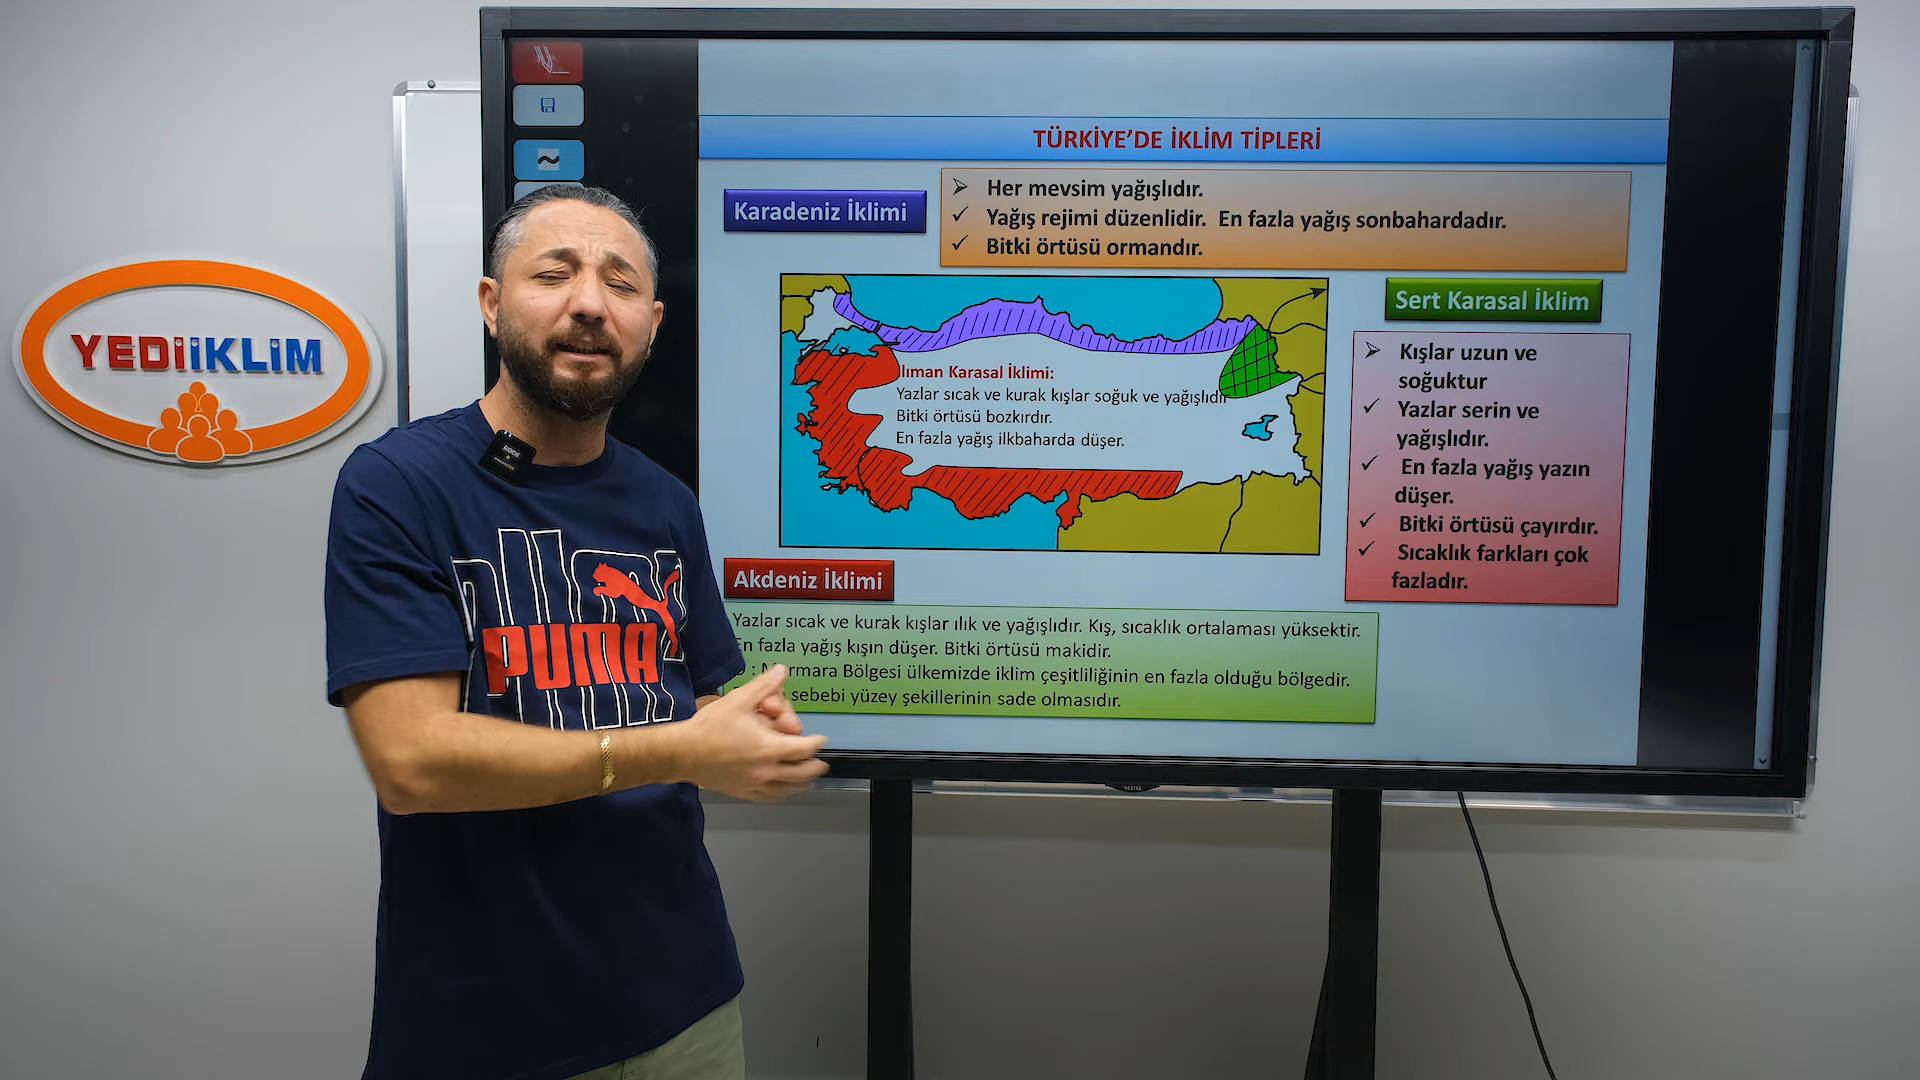 TÜRKİYE'DE İKLİM TİPLERİ
Karadeniz İklimi
Her mevsim yağışlıdır.
Yağış rejimi düzenlidir. En fazla yağış sonbahardadır.
Bitki örtüsü ormandır.
Sert Karasal İklim
Kışlar uzun ve
soğuktur
Yazlar serin ve
yağışlıdır.
En fazla yağış yazın
düşer.
Bitki örtüsü çayırdır.
Sıcaklık farkları çok
fazladır.
lıman Karasal İklimi:
Yazlar sıcak ve kurak kışlar soğuk ve yağışlıdır
Bitki örtüsü bozkırdır.
En fazla yağış ilkbaharda düşer.
Akdeniz İklimi
Yazlar sıcak ve kurak kışlar ılık ve yağışlıdır. Kış, sıcaklık ortalaması yüksektir.
En fazla yağış kışın düşer. Bitki örtüsü makidir.
: Marmara Bölgesi ülkemizde iklim çeşitliliğinin en fazla olduğu bölgedir.
sebebi yüzey şekillerinin sade olmasıdır.
YEDİİKLİM
RØDE
PUMA
VESTEL